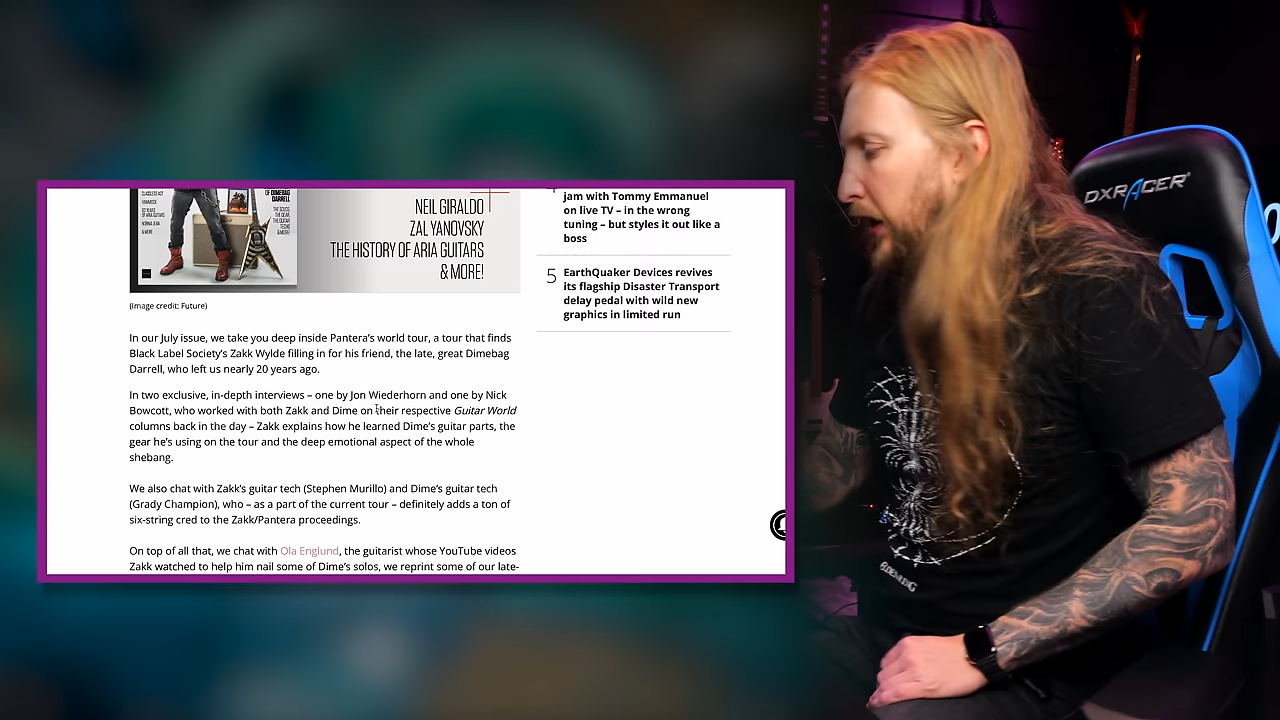 OF DIMEBAG
DARRELL
NEIL GIRALDO
ZAL YANOVSKY
THE HISTORY OF ARIA GUITARS
& MORE!
(Image credit: Future)
In our July issue, we take you deep inside Pantera's world tour, a tour that finds
Black Label Society's Zakk Wylde filling in for his friend, the late, great Dimebag
Darrell, who left us nearly 20 years ago.
In two exclusive, in-depth interviews – one by Jon Wiederhorn and one by Nick
Bowcott, who worked with both Zakk and Dime on their respective Guitar World
columns back in the day – Zakk explains how he learned Dime's guitar parts, the
gear he's using on the tour and the deep emotional aspect of the whole
shebang.
We also chat with Zakk's guitar tech (Stephen Murillo) and Dime's guitar tech
(Grady Champion), who – as a part of the current tour – definitely adds a ton of
six-string cred to the Zakk/Pantera proceedings.
On top of all that, we chat with Ola Englund, the guitarist whose YouTube videos
Zakk watched to help him nail some of Dime's solos, we reprint some of our late-
jam with Tommy Emmanuel
on live TV – in the wrong
tuning – but styles it out like a
boss
5 EarthQuaker Devices revives
its flagship Disaster Transport
delay pedal with wild new
graphics in limited run
DXRACER
ELDEN RING